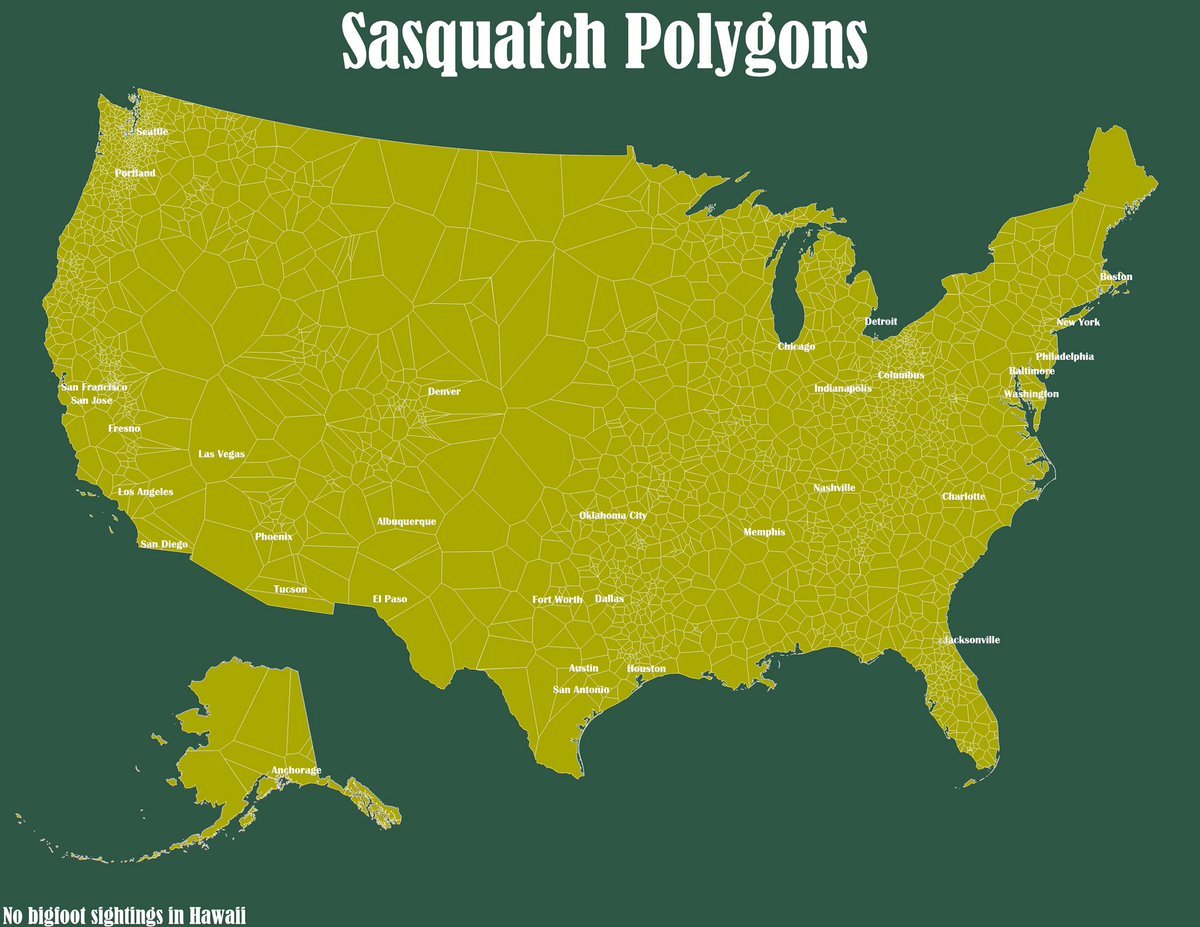 Sasquatch Polygons
Seattle
Portland
Boston
Detroit
New York
Chicago
Philadelphia
Baltimore
Columbus
San Francisco
Indianapolis
Denver
Washington
San Jose
Fresno
Las Vegas
Nashville
Los Angeles
Charlotte
Oklahoma City
Albuquerque
Memphis
Phoenix
San Diego
Tucson
El Paso
Fort Worth
Dallas
Jacksonville
Austin
Houston
San Antonio
Anchorage
No bigfoot sightings in Hawaii